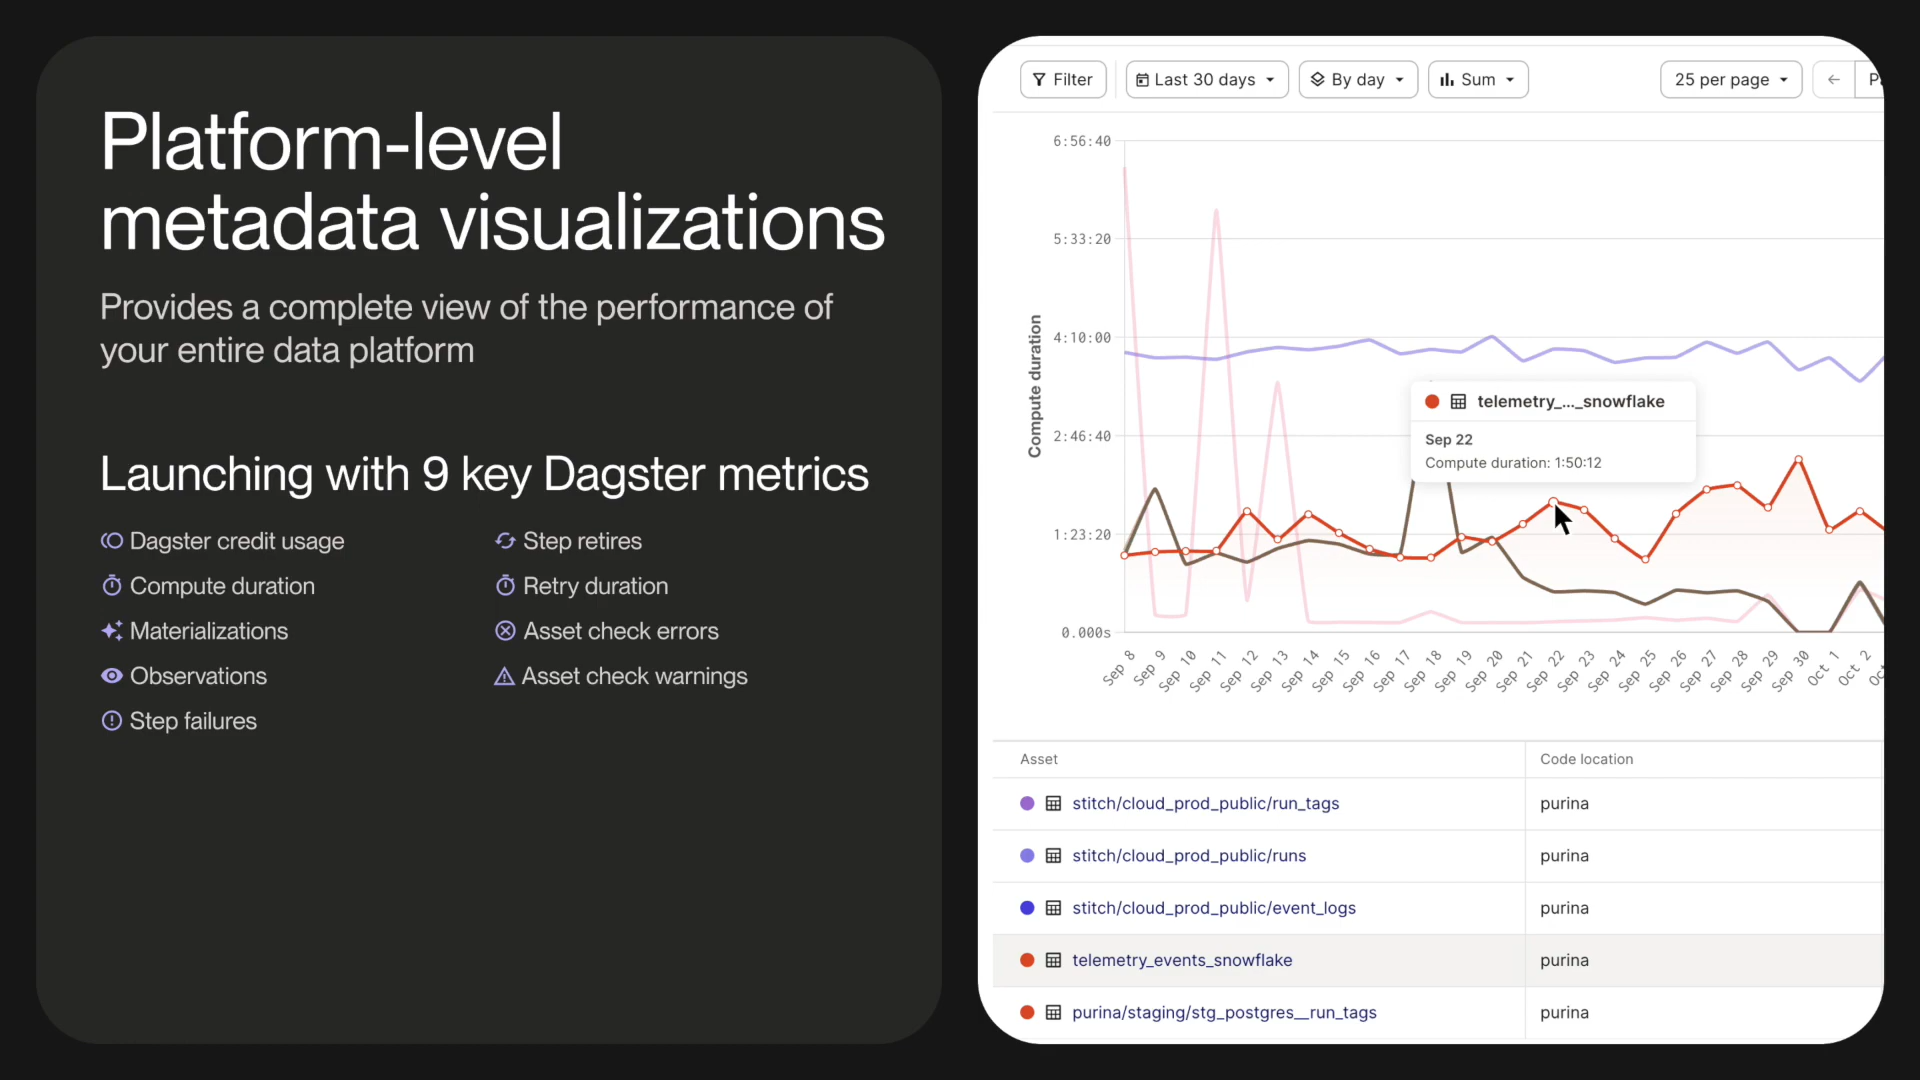 Platform-level
metadata visualizations
Provides a complete view of the performance of
your entire data platform
Launching with 9 key Dagster metrics
Dagster credit usage
Compute duration
Materializations
Observations
Step failures
Step retires
Retry duration
Asset check errors
Asset check warnings
Filter
Last 30 days
By day
Sum
25 per page
Compute duration
6:56:40
5:33:20
4:10:00
2:46:40
1:23:20
0.000s
telemetry_..._snowflake
Sep 22
Compute duration: 1:50:12
Sep 8
Sep 9
Sep 10
Sep 11
Sep 12
Sep 13
Sep 14
Sep 15
Sep 16
Sep 17
Sep 18
Sep 19
Sep 20
Sep 21
Sep 22
Sep 23
Sep 24
Sep 25
Sep 26
Sep 27
Sep 28
Sep 29
Sep 30
Oct 1
Oct 2
Asset Code location
stitch/cloud_prod_public/run_tags purina
stitch/cloud_prod_public/runs purina
stitch/cloud_prod_public/event_logs purina
telemetry_events_snowflake purina
purina/staging/stg_postgres__run_tags purina